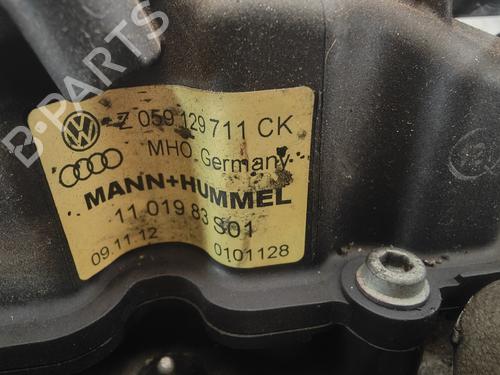 B-PARTS
Z 059 129 711 CK
MHO Germany
MANN+HUMMEL
11 019 83 S01
09.11.12 0101128